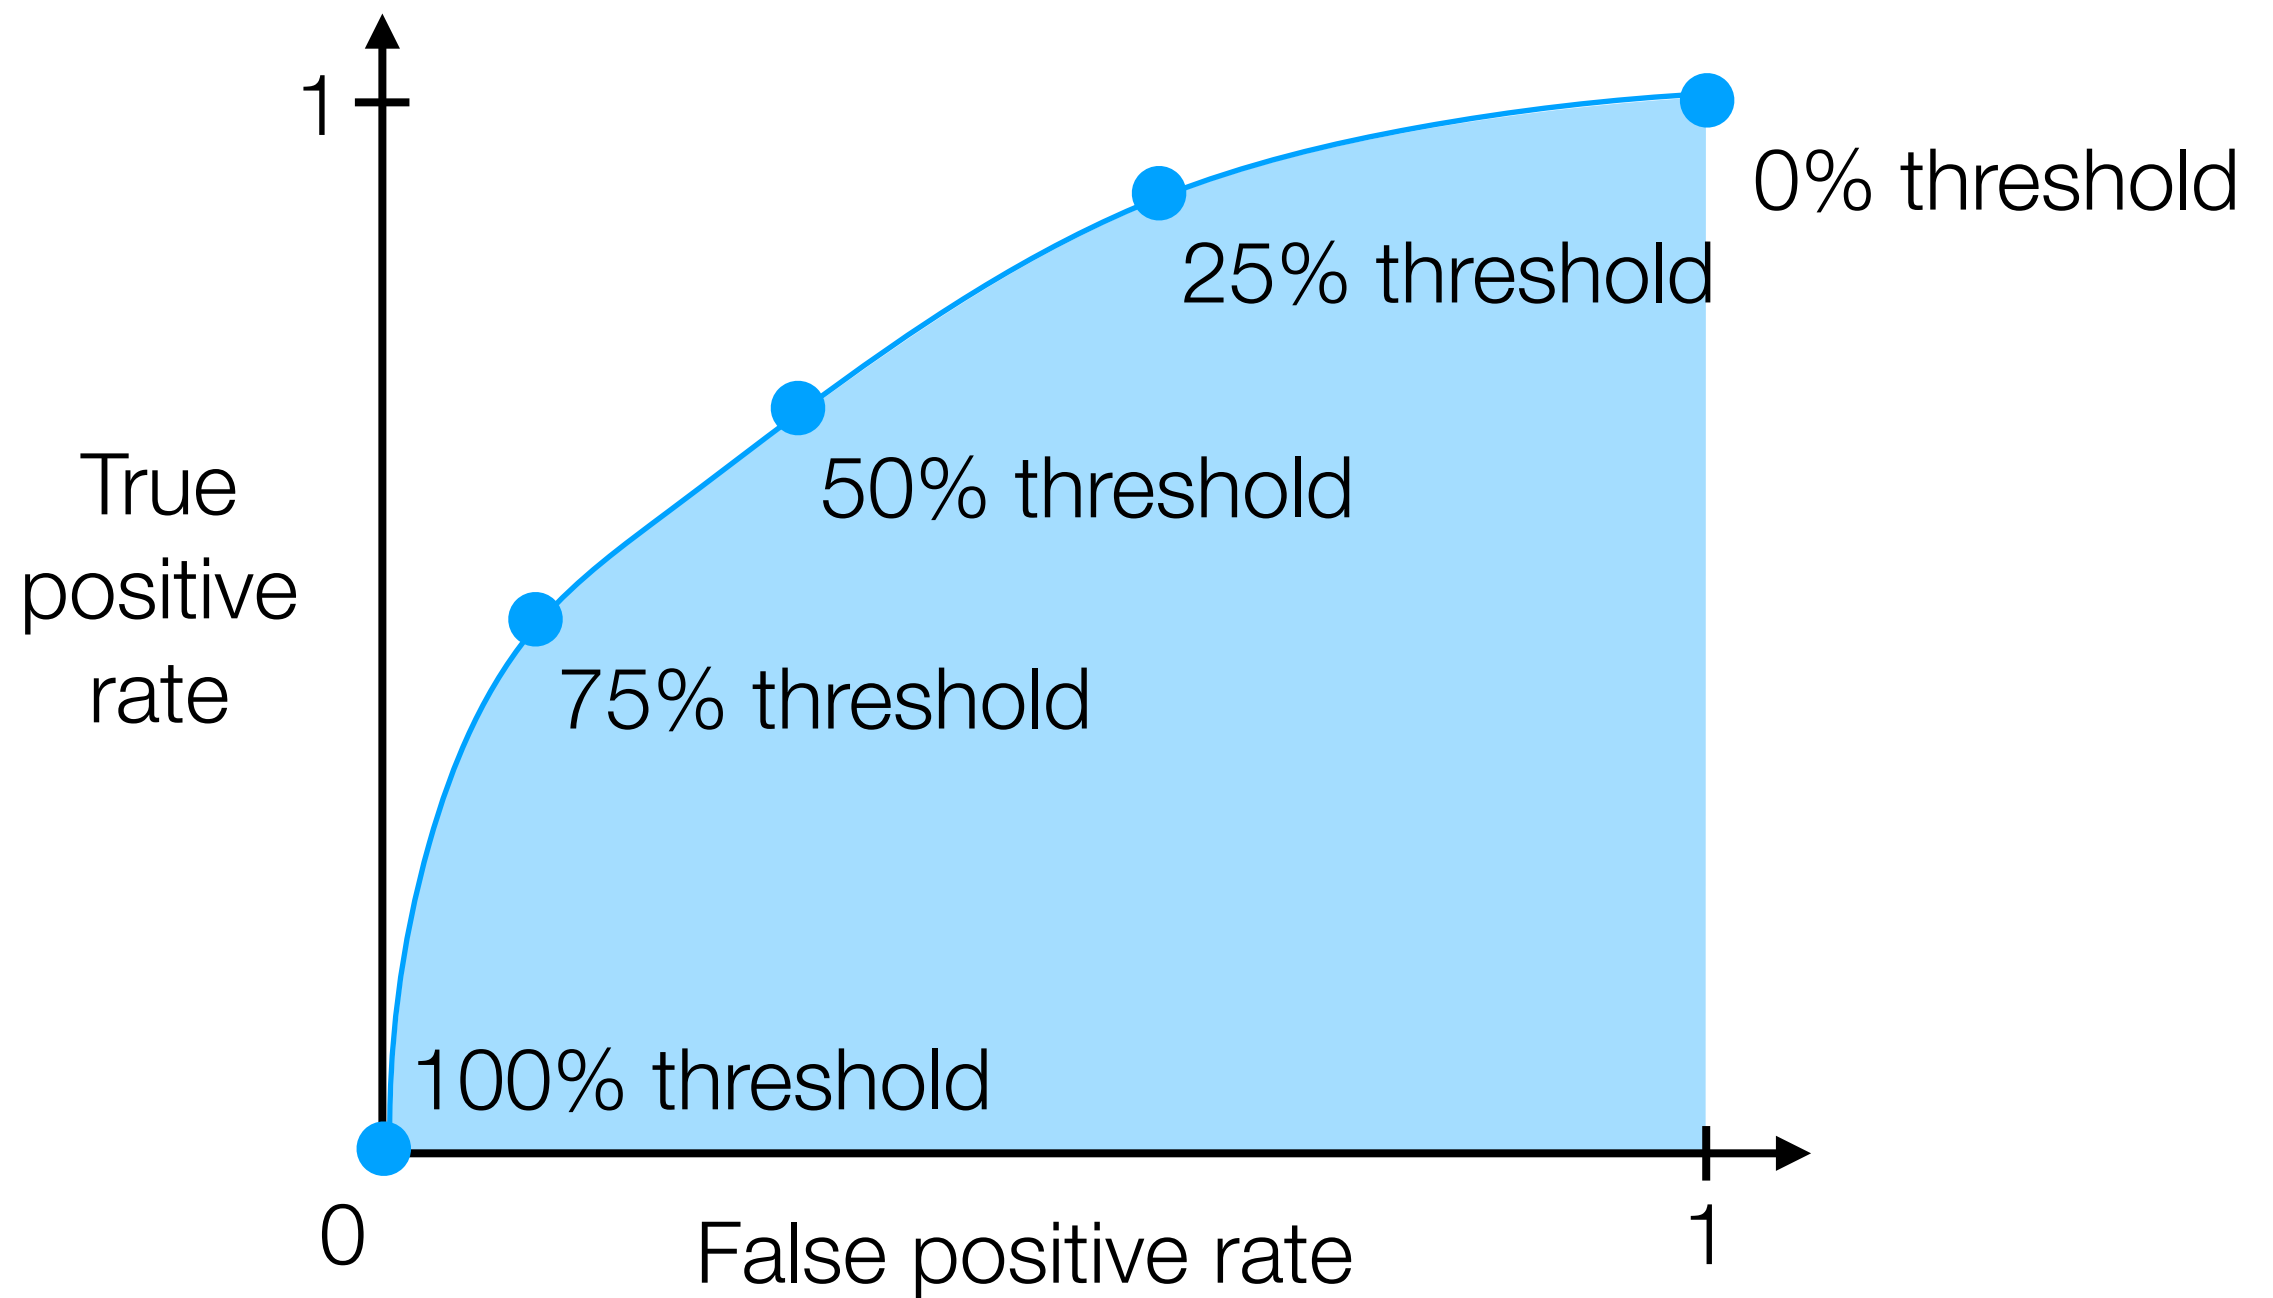 1
0% threshold
25% threshold
50% threshold
True
positive
rate
75% threshold
100% threshold
0
False positive rate
1